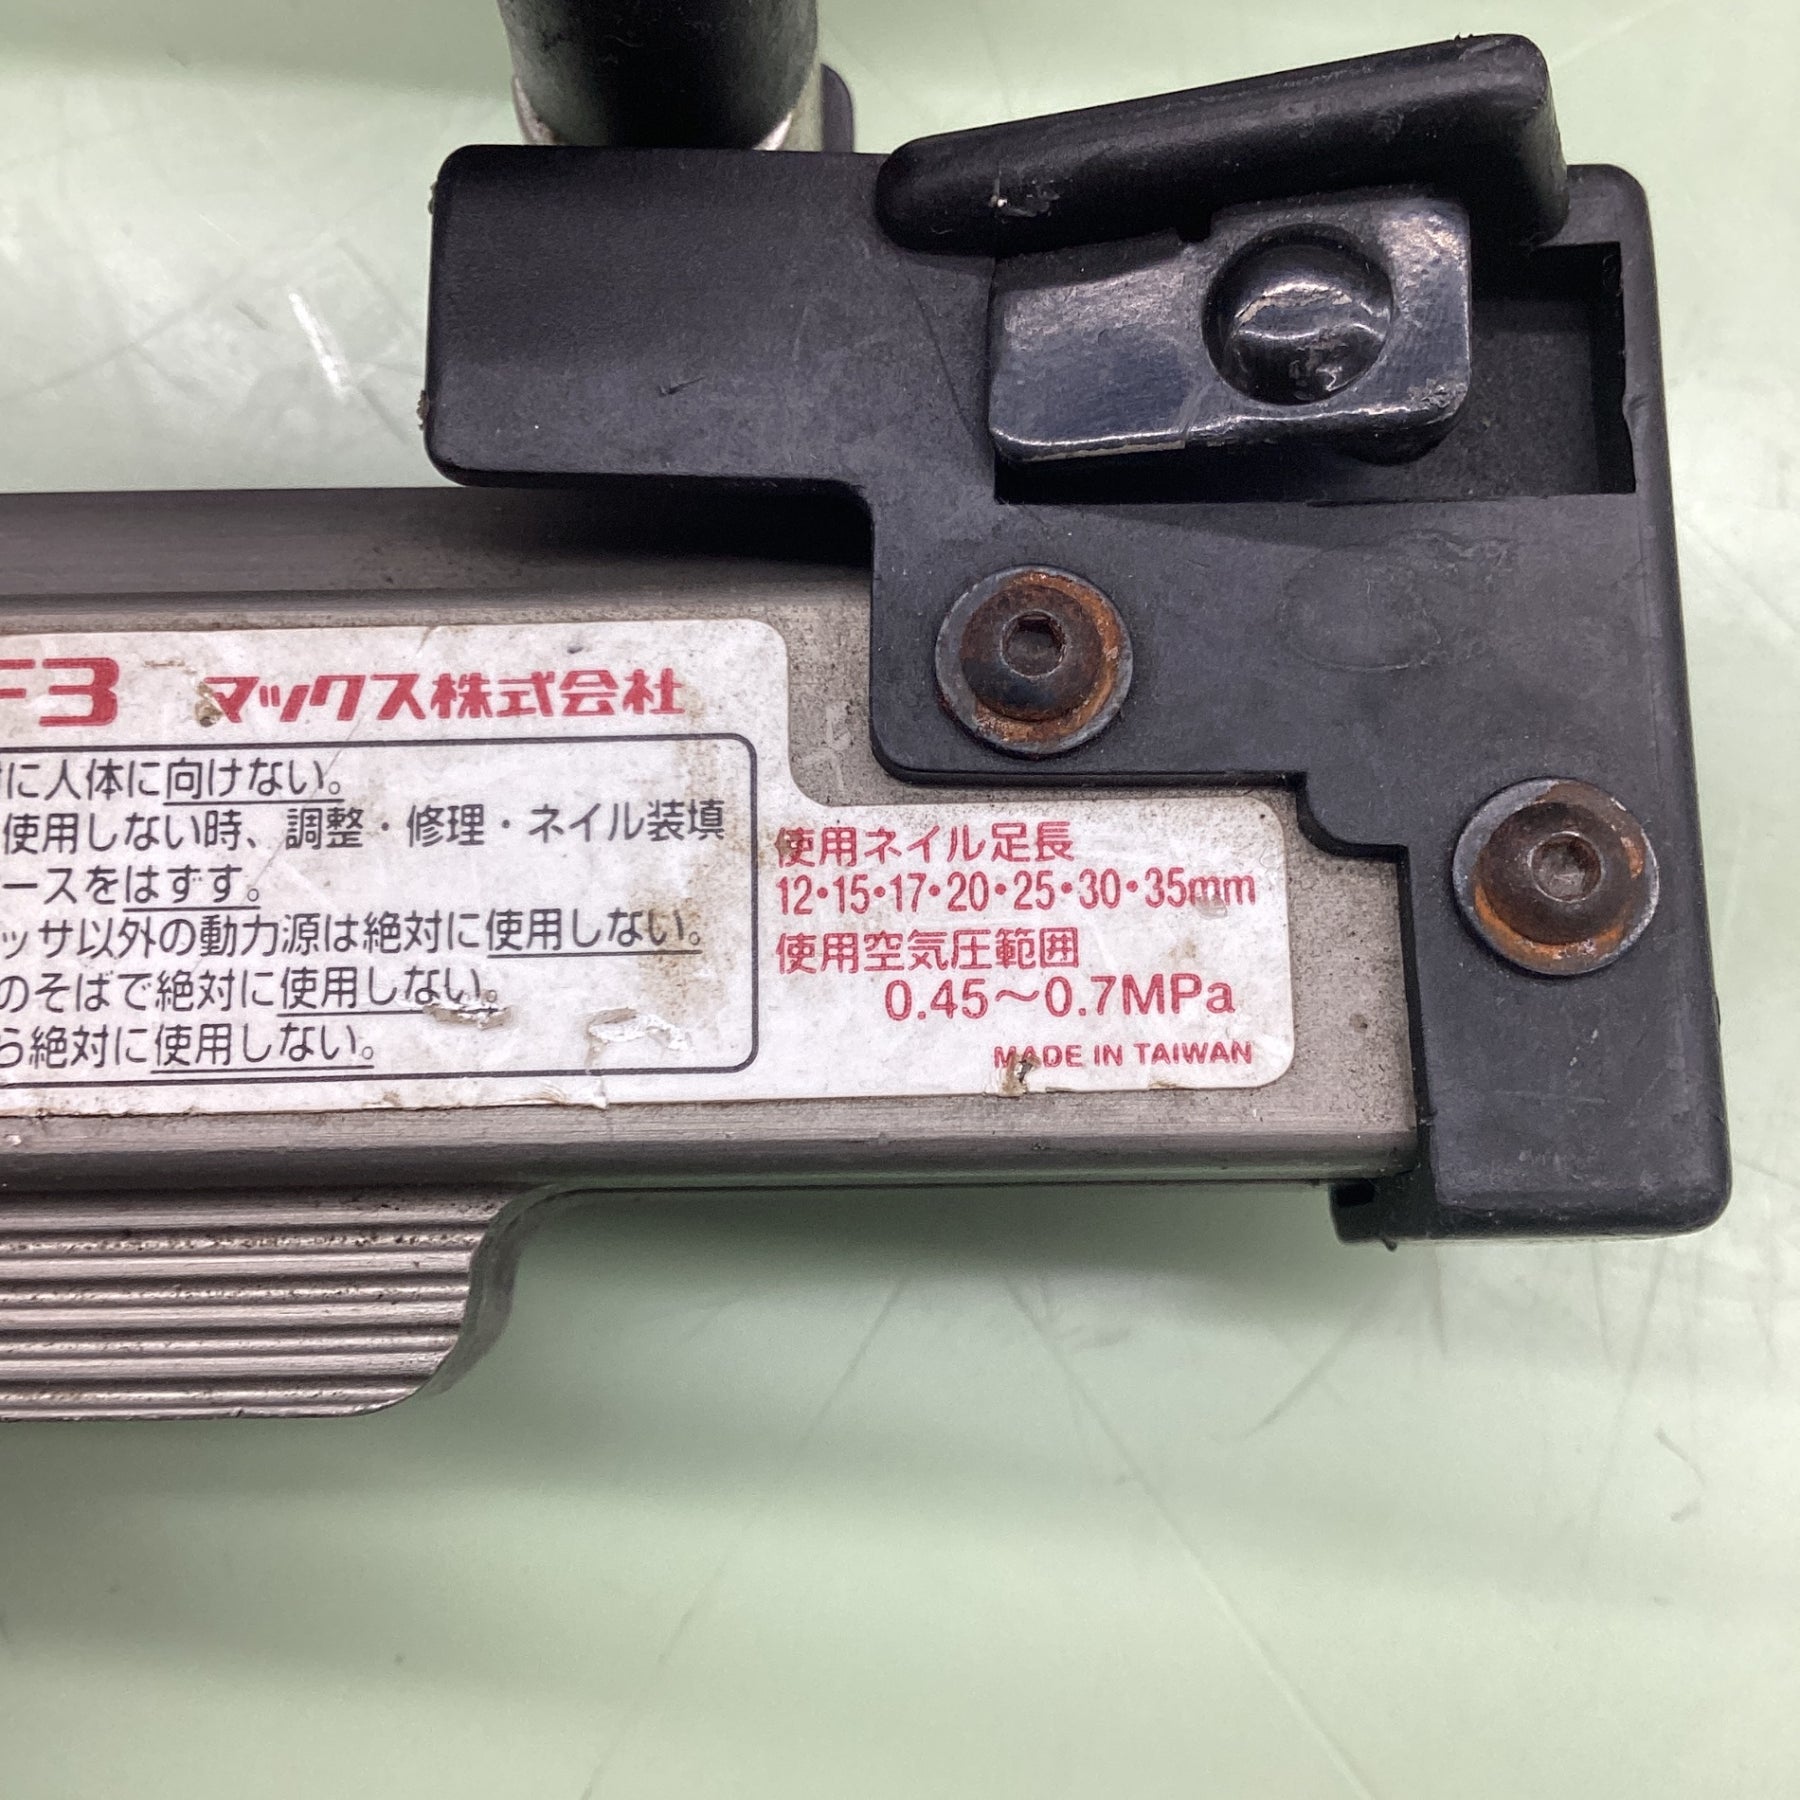 F3 マックス株式会社
に人体に向けない。
使用しない時、調整・修理・ネイル装填
ースをはずす。
ッサ以外の動力源は絶対に使用しない。
のそばで絶対に使用しない。
ら絶対に使用しない。
使用ネイル足長
12・15・17・20・25・30・35mm
使用空気圧範囲
0.45～0.7MPa
MADE IN TAIWAN